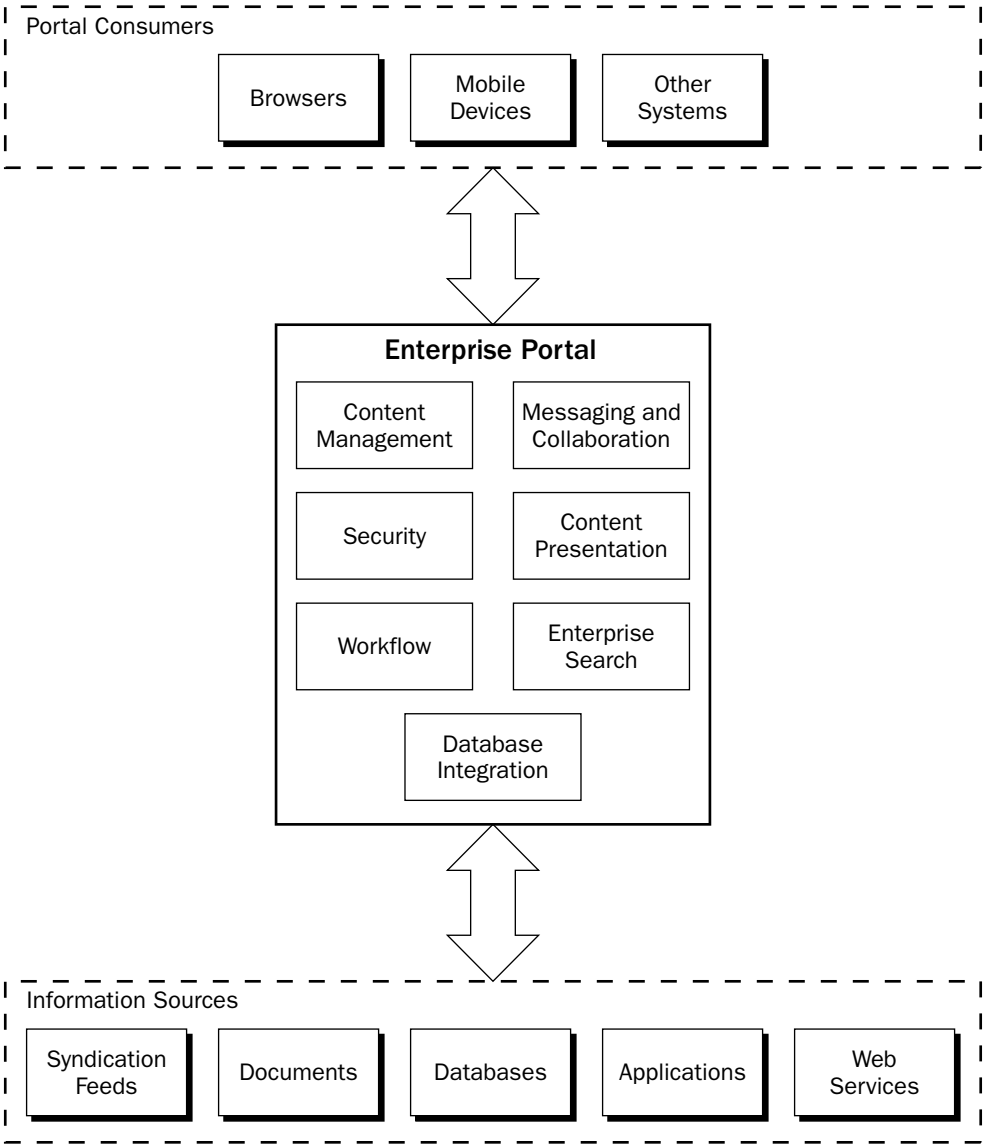 Portal Consumers
Browsers
Mobile
Devices
Other
Systems
Enterprise Portal
Content
Management
Messaging and
Collaboration
Security
Content
Presentation
Workflow
Enterprise
Search
Database
Integration
Information Sources
Syndication
Feeds
Documents
Databases
Applications
Web
Services